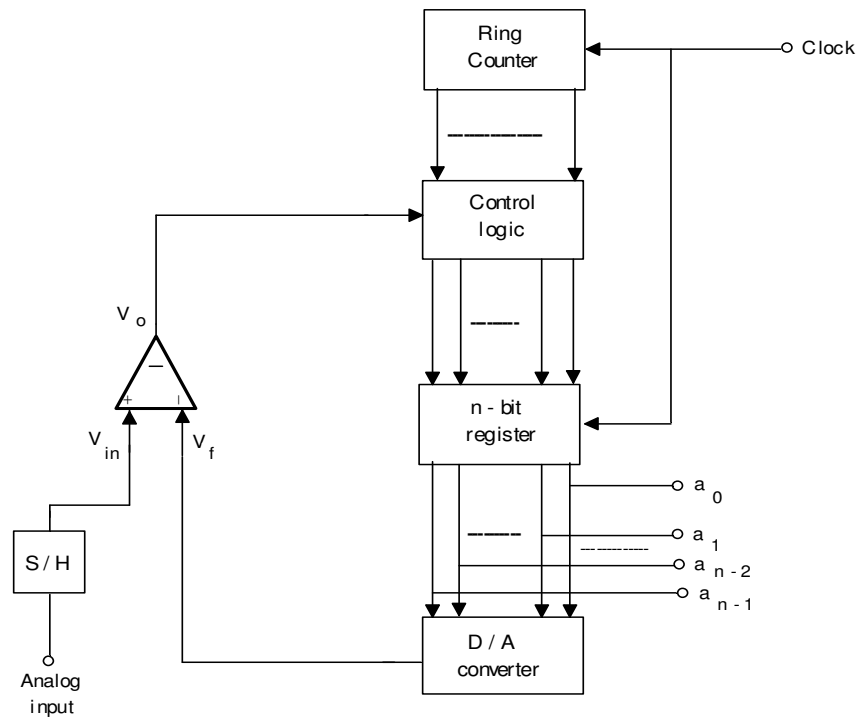 Ring
Counter
Clock
Control
logic
V o
−
+ −
V in
V f
n - bit
register
a 0
S / H
a 1
a n - 2
a n - 1
D / A
converter
Analog
input